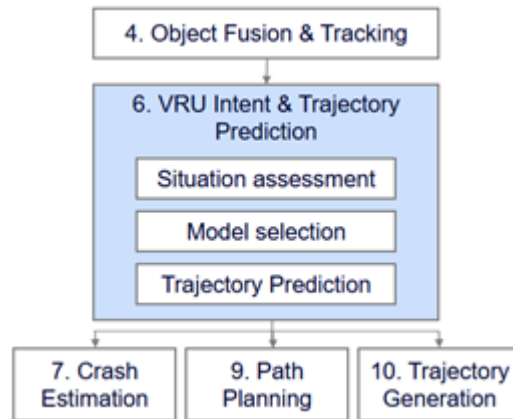 4. Object Fusion & Tracking
6. VRU Intent & Trajectory
Prediction
Situation assessment
Model selection
Trajectory Prediction
7. Crash
Estimation
9. Path
Planning
10. Trajectory
Generation